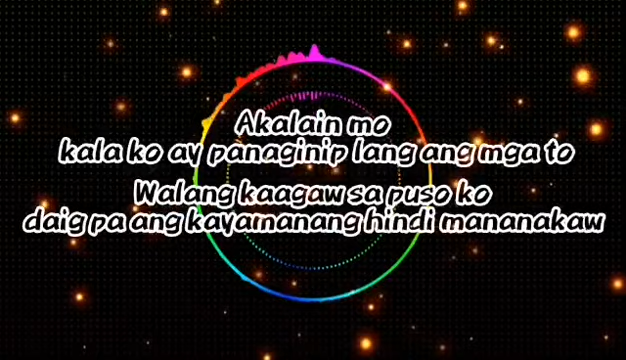 Akalain mo
kala ko ay panaginip lang ang mga to
Walang kaagaw sa puso ko
daig pa ang kayamanang hindi mananakaw